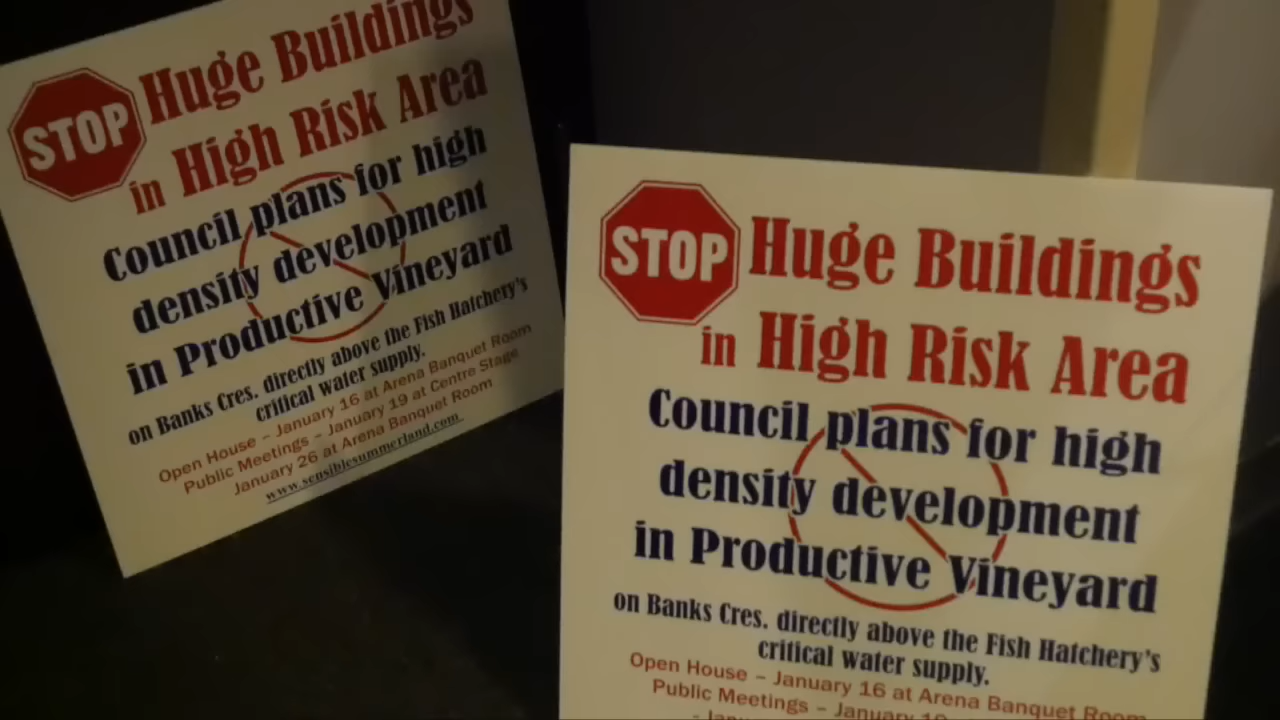 STOP Huge Buildings
in High Risk Area
Council plans for high
density development
in Productive Vineyard
on Banks Cres. directly above the Fish Hatchery's
critical water supply.
Open House – January 16 at Arena Banquet Room
Public Meetings – January 19 at Centre Stage
January 26 at Arena Banquet Room
www.sensiblesummerland.com
STOP Huge Buildings
in High Risk Area
Council plans for high
density development
in Productive Vineyard
on Banks Cres. directly above the Fish Hatchery's
critical water supply.
Open House – January 16 at Arena Banquet Room
Public Meetings – January